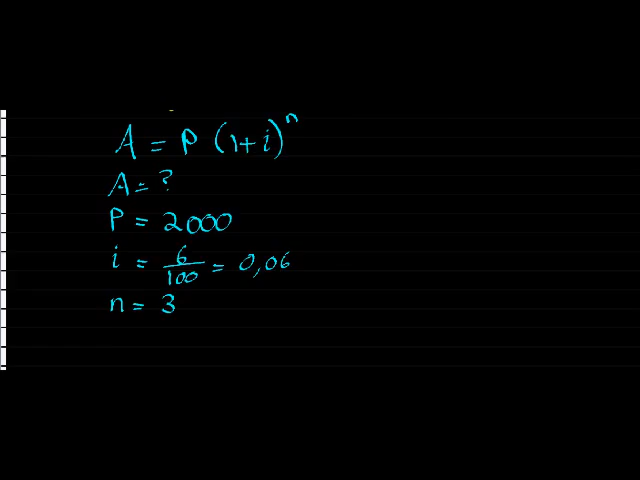 A = P (1+i)^n
A = ?
P = 2000
i = 6/100 = 0,06
n = 3